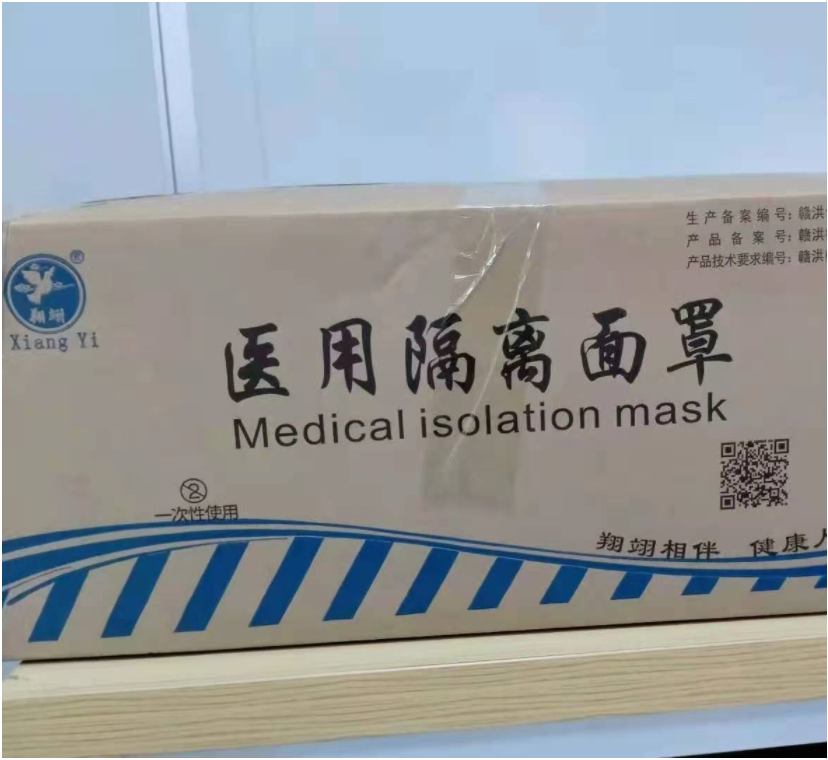 生产备案编号：赣洪
产品备案号：赣洪
产品技术要求编号：赣洪
®
翔翊
Xiang Yi
医用隔离面罩
Medical isolation mask
2
一次性使用
翔翊相伴 健康